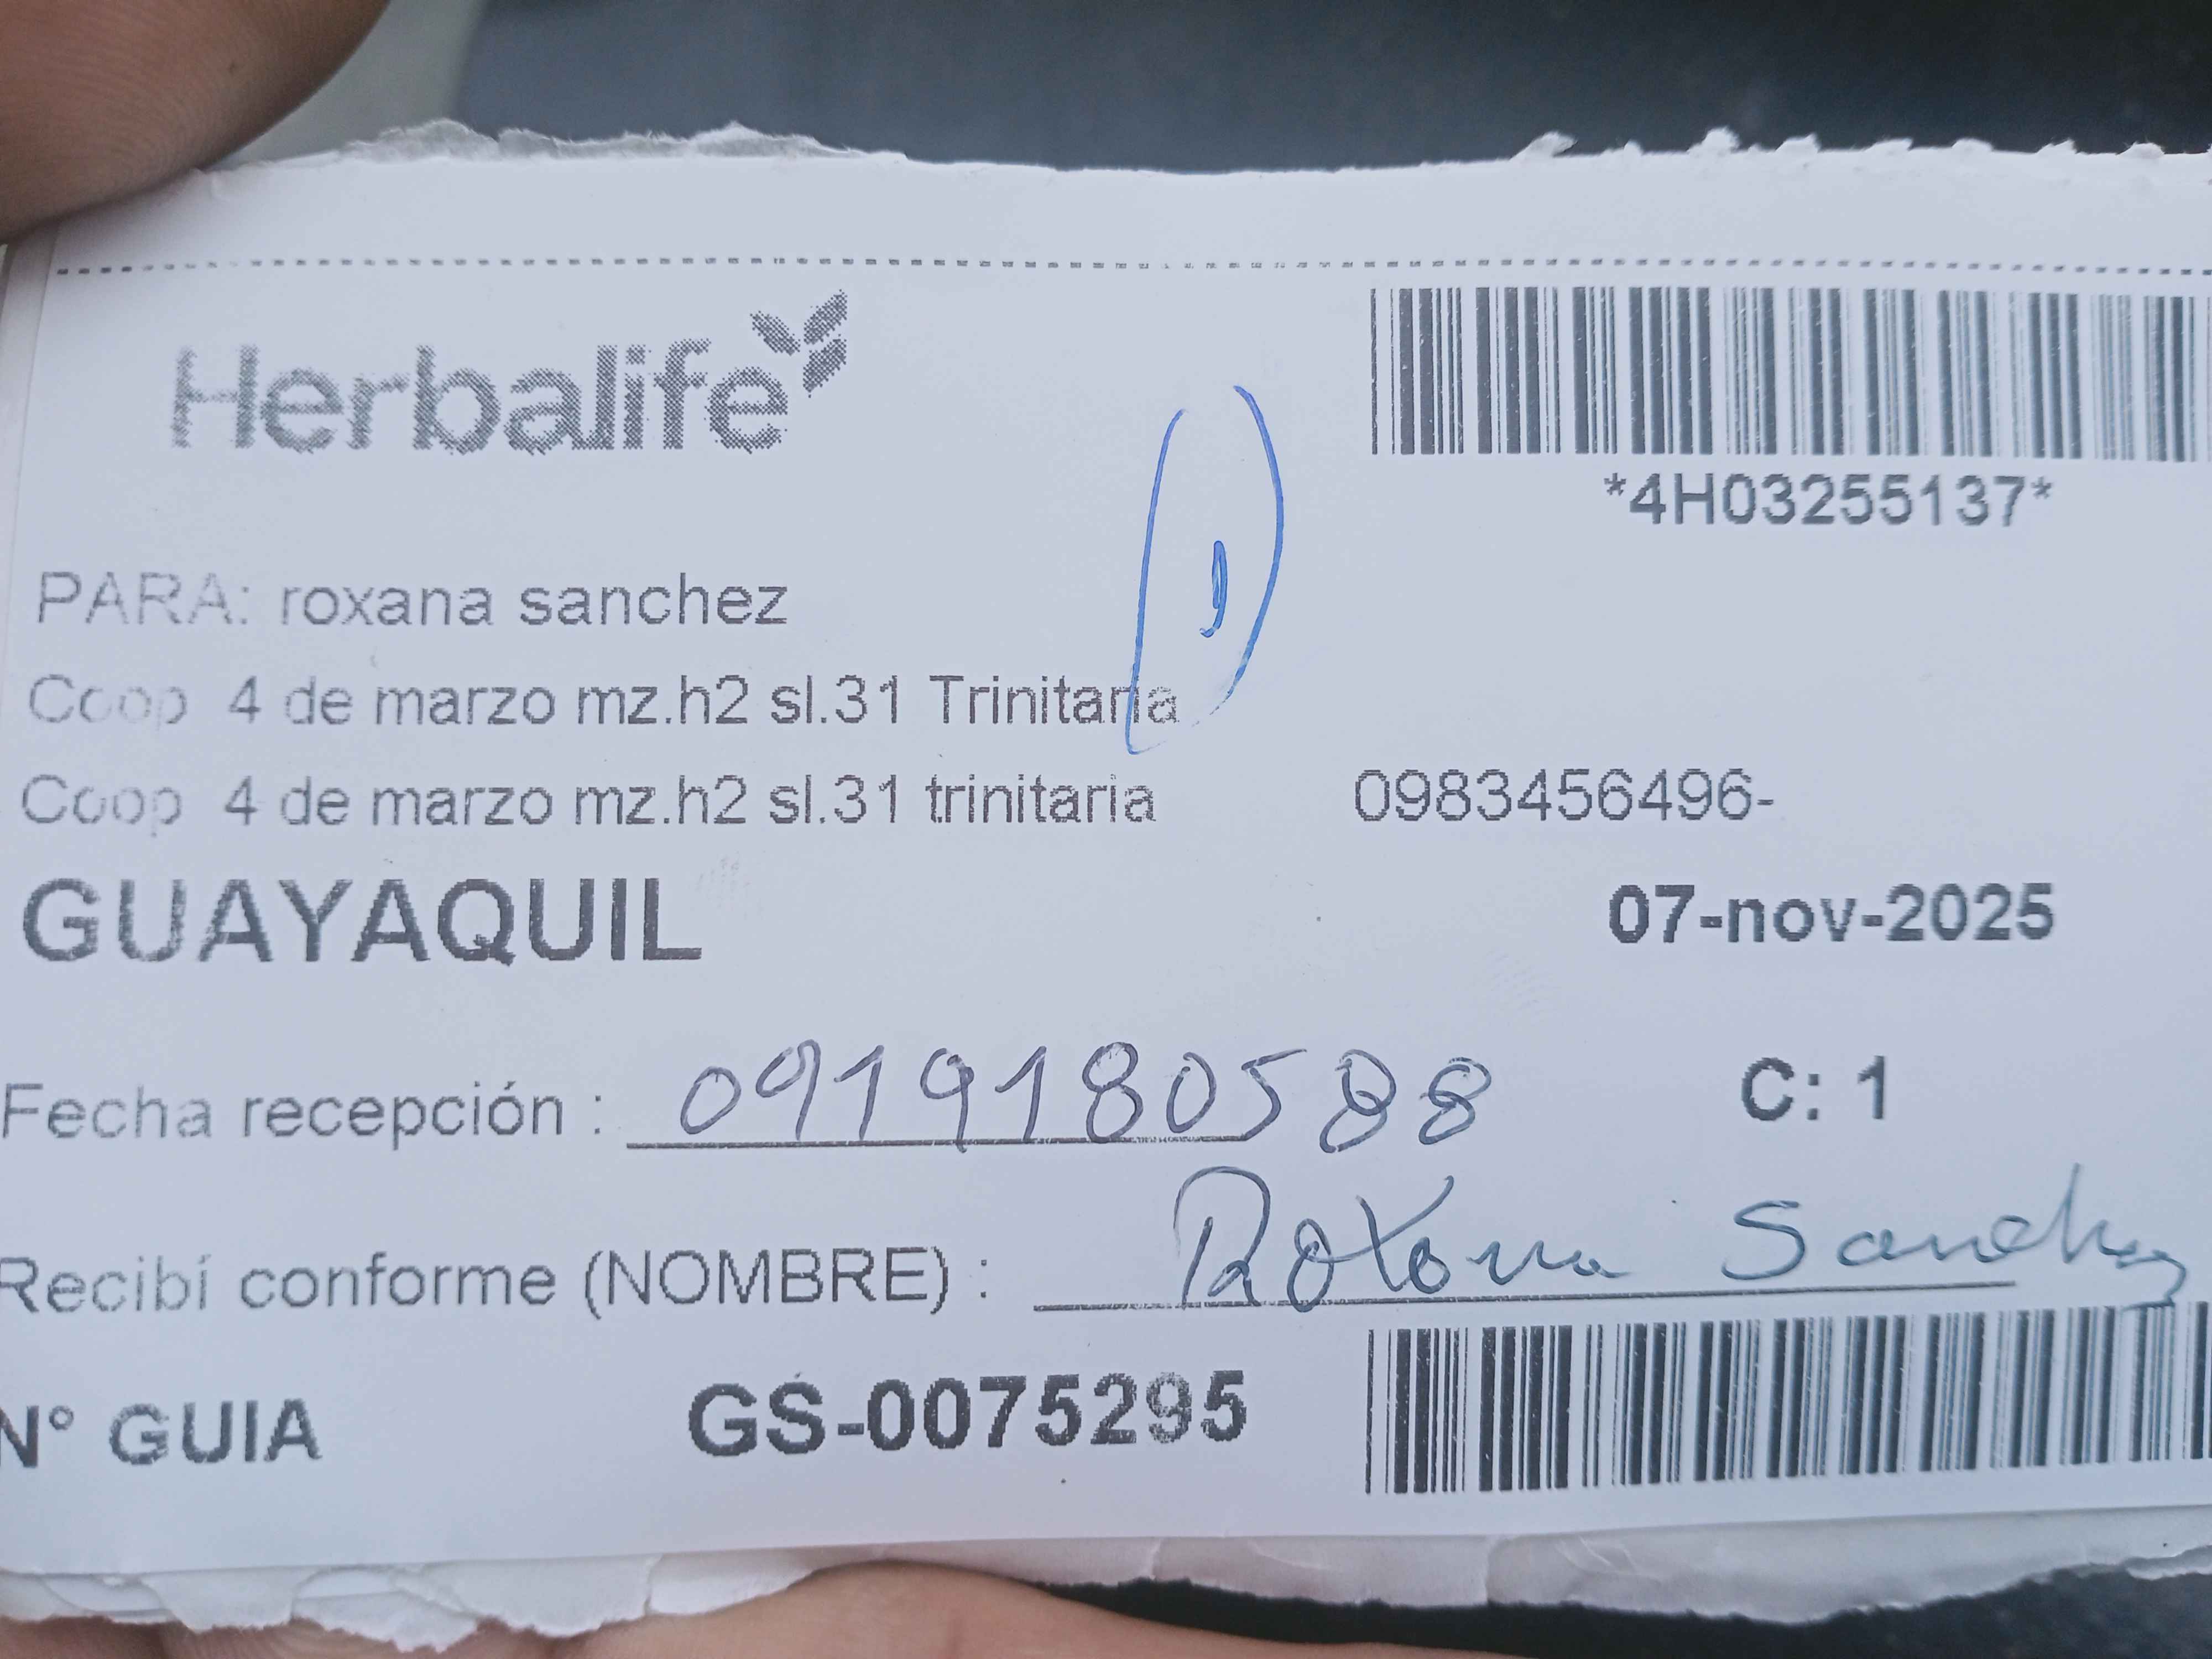 Herbalife
*4H03255137*
PARA: roxana sanchez
Coop 4 de marzo mz.h2 sl.31 Trinitaria
Coop 4 de marzo mz.h2 sl.31 trinitaria 0983456496-
GUAYAQUIL 07-nov-2025
Fecha recepción : 0919180588 C: 1
Recibí conforme (NOMBRE) : Roxana Sanchez
N° GUIA GS-0075295